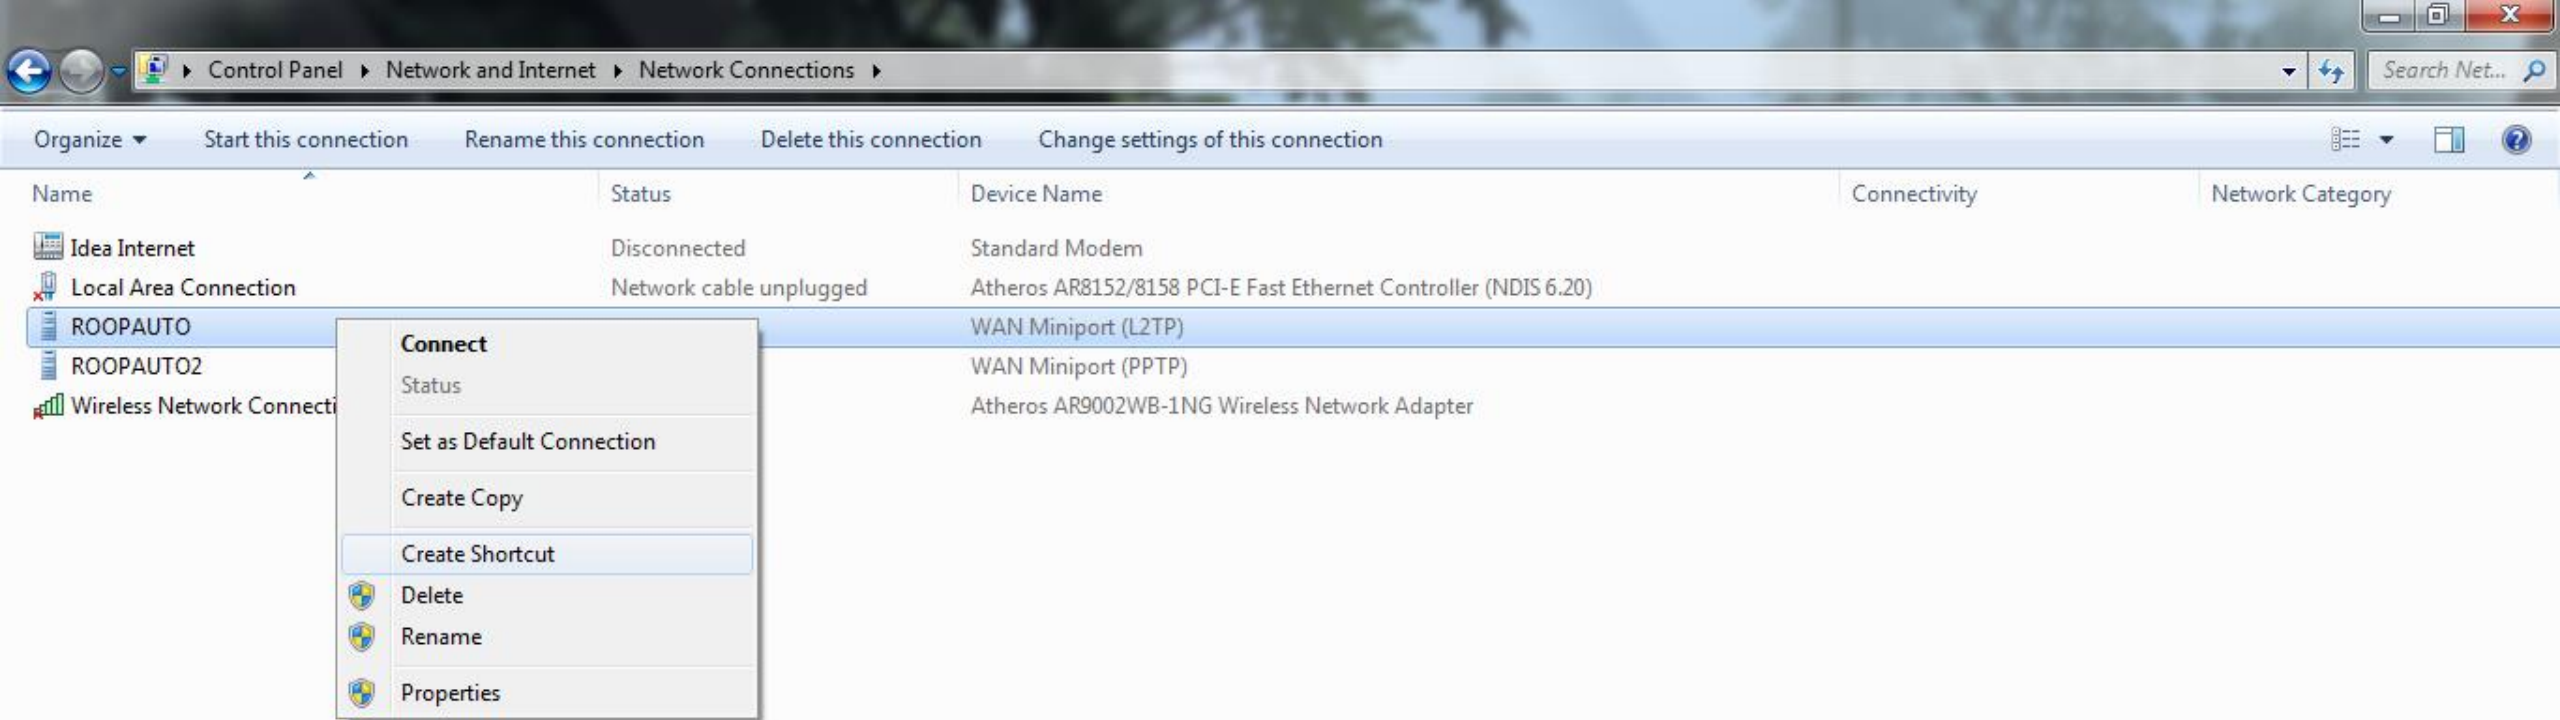 Control Panel Network and Internet Network Connections Search Net...
Organize Start this connection Rename this connection Delete this connection Change settings of this connection
Name Status Device Name Connectivity Network Category
Idea Internet Disconnected Standard Modem
Local Area Connection Network cable unplugged Atheros AR8152/8158 PCI-E Fast Ethernet Controller (NDIS 6.20)
ROOPAUTO WAN Miniport (L2TP)
ROOPAUTO2 WAN Miniport (PPTP)
Wireless Network Connecti Atheros AR9002WB-1NG Wireless Network Adapter
Connect
Status
Set as Default Connection
Create Copy
Create Shortcut
Delete
Rename
Properties